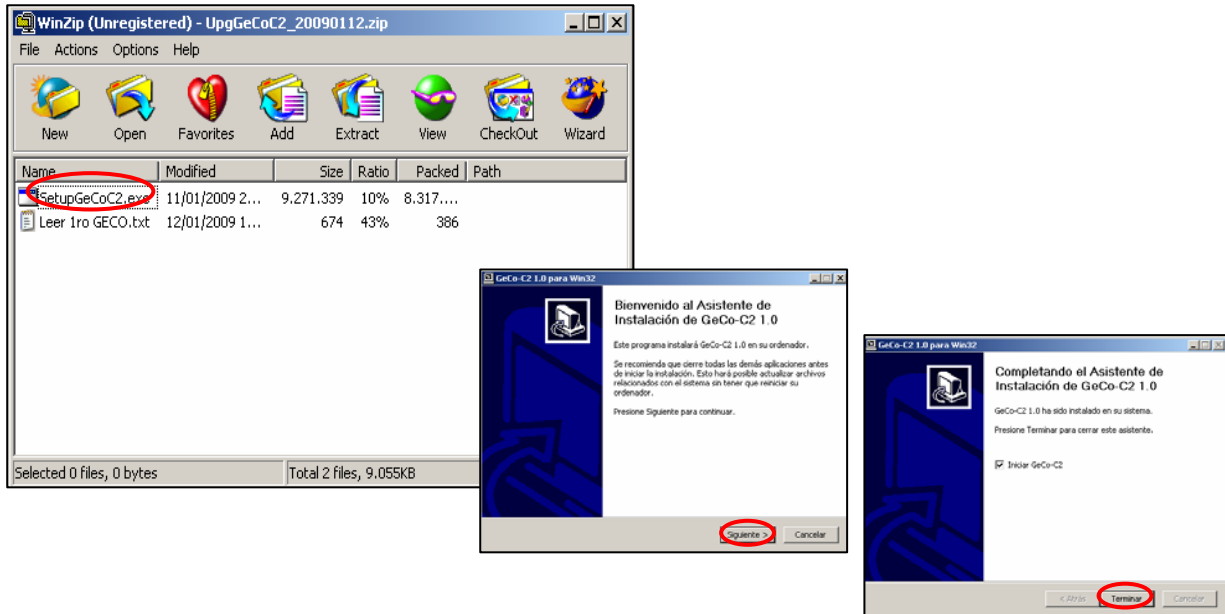 WinZip (Unregistered) - UpgGeCoC2_20090112.zip
File Actions Options Help
New Open Favorites Add Extract View CheckOut Wizard
Name Modified Size Ratio Packed Path
SetupGeCoC2.exe 11/01/2009 2... 9.271.339 10% 8.317....
Leer 1ro GECO.txt 12/01/2009 1... 674 43% 386
Selected 0 files, 0 bytes Total 2 files, 9.055KB
GeCo-C2 1.0 para Win32
Bienvenido al Asistente de
Instalación de GeCo-C2 1.0
Este programa instalará GeCo-C2 1.0 en su ordenador.
Se recomienda que cierre todas las demás aplicaciones antes
de iniciar la instalación. Esto hará posible actualizar archivos
relacionados con el sistema sin tener que reiniciar su
ordenador.
Presione Siguiente para continuar.
Siguiente > Cancelar
GeCo-C2 1.0 para Win32
Completando el Asistente de
Instalación de GeCo-C2 1.0
GeCo-C2 1.0 ha sido instalado en su sistema.
Presione Terminar para cerrar este asistente.
Iniciar GeCo-C2
< Atrás Terminar Cancelar